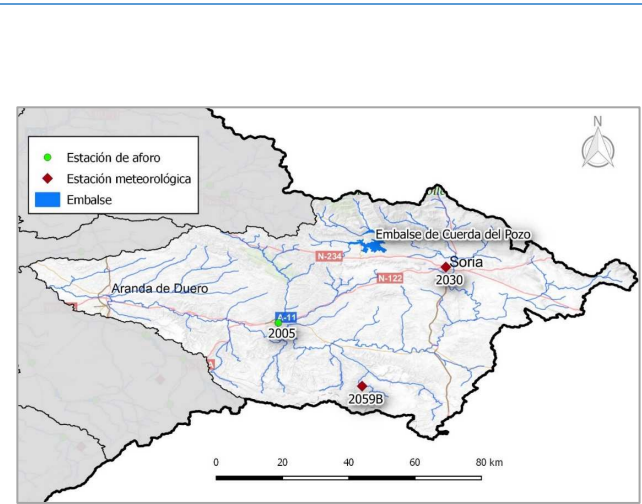 N
Estación de aforo
Estación meteorológica
Embalse
Embalse de Cuerda del Pozo
N-234
Soria
2030
N-122
Aranda de Duero
A-11
2005
2059B
0 20 40 60 80 km